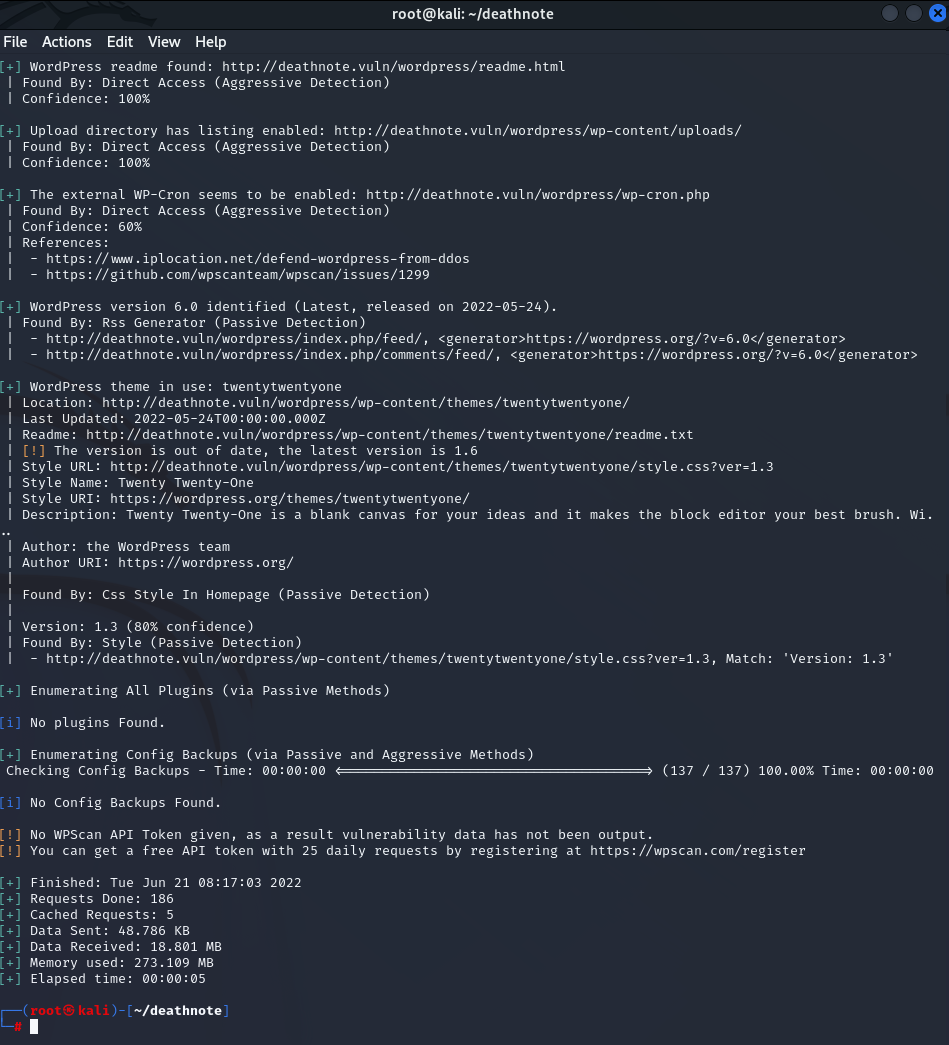 root@kali: ~/deathnote
File Actions Edit View Help
[+] WordPress readme found: http://deathnote.vuln/wordpress/readme.html
| Found By: Direct Access (Aggressive Detection)
| Confidence: 100%
[+] Upload directory has listing enabled: http://deathnote.vuln/wordpress/wp-content/uploads/
| Found By: Direct Access (Aggressive Detection)
| Confidence: 100%
[+] The external WP-Cron seems to be enabled: http://deathnote.vuln/wordpress/wp-cron.php
| Found By: Direct Access (Aggressive Detection)
| Confidence: 60%
| References:
|  - https://www.iplocation.net/defend-wordpress-from-ddos
|  - https://github.com/wpscanteam/wpscan/issues/1299
[+] WordPress version 6.0 identified (Latest, released on 2022-05-24).
| Found By: Rss Generator (Passive Detection)
|  - http://deathnote.vuln/wordpress/index.php/feed/, <generator>https://wordpress.org/?v=6.0</generator>
|  - http://deathnote.vuln/wordpress/index.php/comments/feed/, <generator>https://wordpress.org/?v=6.0</generator>
[+] WordPress theme in use: twentytwentyone
| Location: http://deathnote.vuln/wordpress/wp-content/themes/twentytwentyone/
| Last Updated: 2022-05-24T00:00:00.000Z
| Readme: http://deathnote.vuln/wordpress/wp-content/themes/twentytwentyone/readme.txt
| [!] The version is out of date, the latest version is 1.6
| Style URL: http://deathnote.vuln/wordpress/wp-content/themes/twentytwentyone/style.css?ver=1.3
| Style Name: Twenty Twenty-One
| Style URI: https://wordpress.org/themes/twentytwentyone/
| Description: Twenty Twenty-One is a blank canvas for your ideas and it makes the block editor your best brush. Wi.
..
| Author: the WordPress team
| Author URI: https://wordpress.org/
|
| Found By: Css Style In Homepage (Passive Detection)
|
| Version: 1.3 (80% confidence)
| Found By: Style (Passive Detection)
|  - http://deathnote.vuln/wordpress/wp-content/themes/twentytwentyone/style.css?ver=1.3, Match: 'Version: 1.3'
[+] Enumerating All Plugins (via Passive Methods)
[i] No plugins Found.
[+] Enumerating Config Backups (via Passive and Aggressive Methods)
Checking Config Backups - Time: 00:00:00 <=======================================> (137 / 137) 100.00% Time: 00:00:00
[i] No Config Backups Found.
[!] No WPScan API Token given, as a result vulnerability data has not been output.
[!] You can get a free API token with 25 daily requests by registering at https://wpscan.com/register
[+] Finished: Tue Jun 21 08:17:03 2022
[+] Requests Done: 186
[+] Cached Requests: 5
[+] Data Sent: 48.786 KB
[+] Data Received: 18.801 MB
[+] Memory used: 273.109 MB
[+] Elapsed time: 00:00:05
┌──(root㉿kali)-[~/deathnote]
└─#